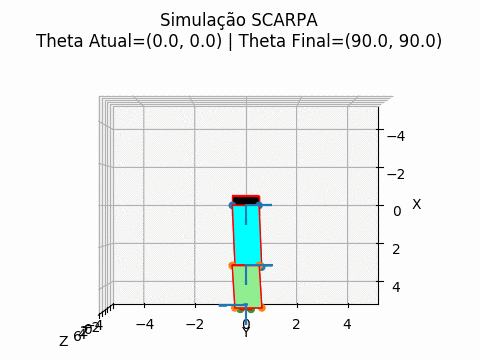 Simulação SCARPA
Theta Atual=(0.0, 0.0) | Theta Final=(90.0, 90.0)
−4
−2
0
2
4
X
−4 −2 0 2 4
Y
Z 6